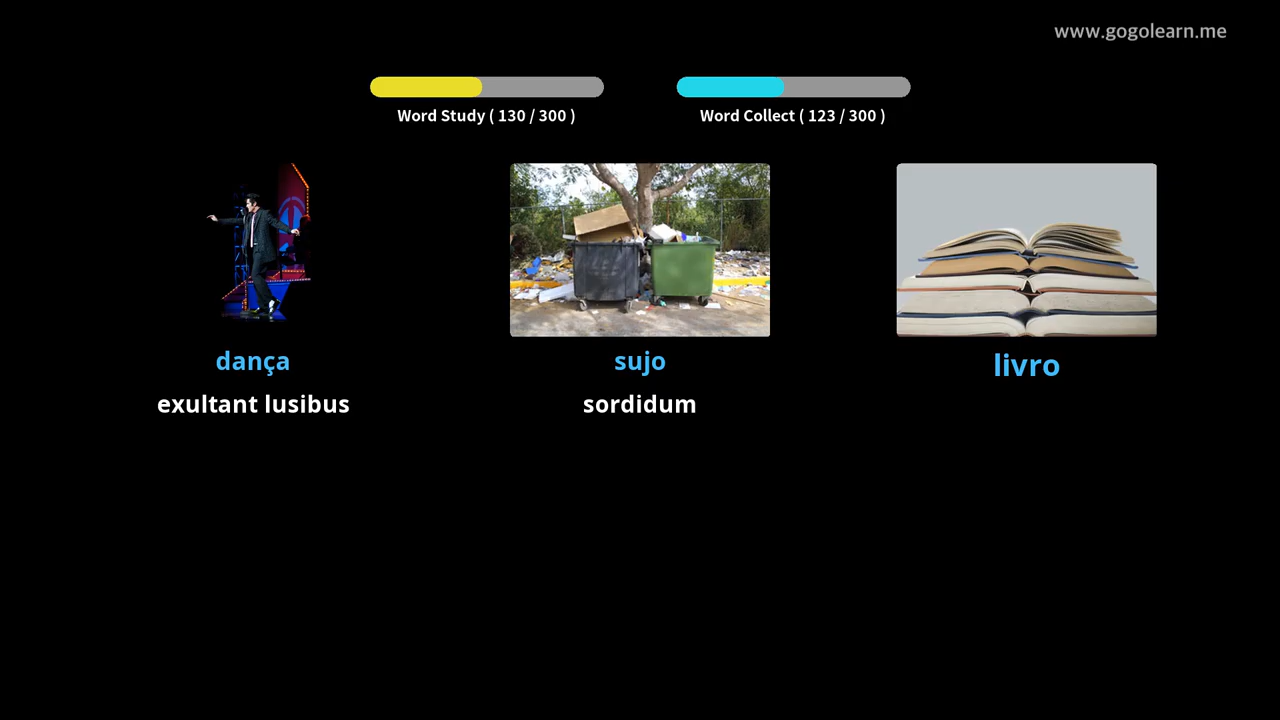 www.gogolearn.me
Word Study ( 130 / 300 )
Word Collect ( 123 / 300 )
dança
sujo
livro
exultant lusibus
sordidum